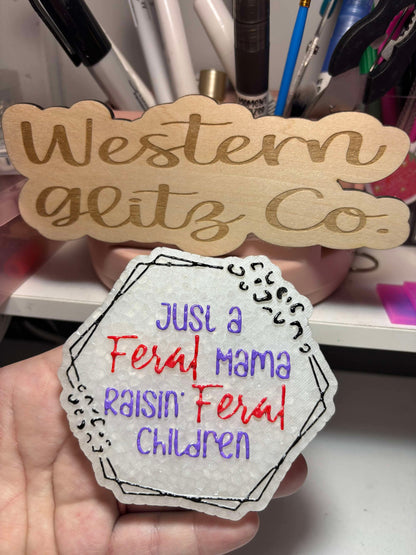 Western
Glitz Co.
Just a
Feral Mama
Raisin' Feral
Children